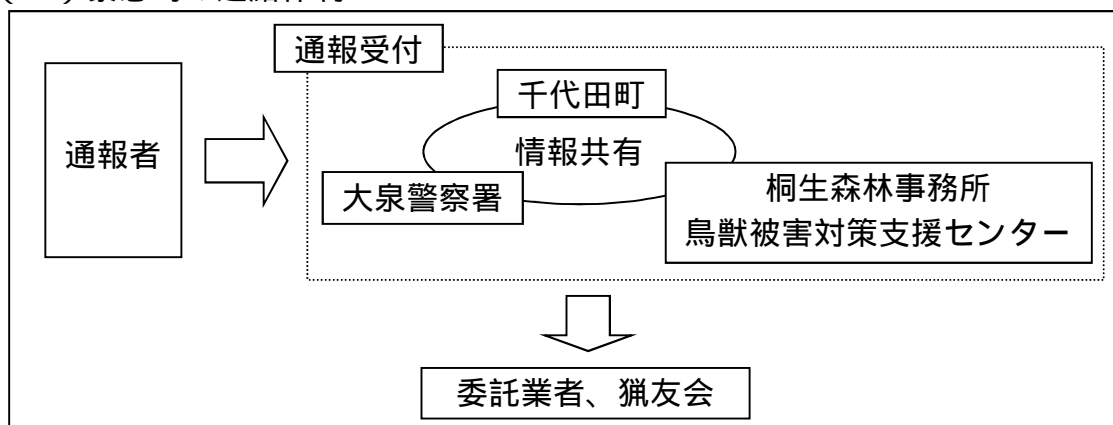 通報受付
千代田町
通報者
情報共有
大泉警察署
桐生森林事務所
鳥獣被害対策支援センター
委託業者、猟友会